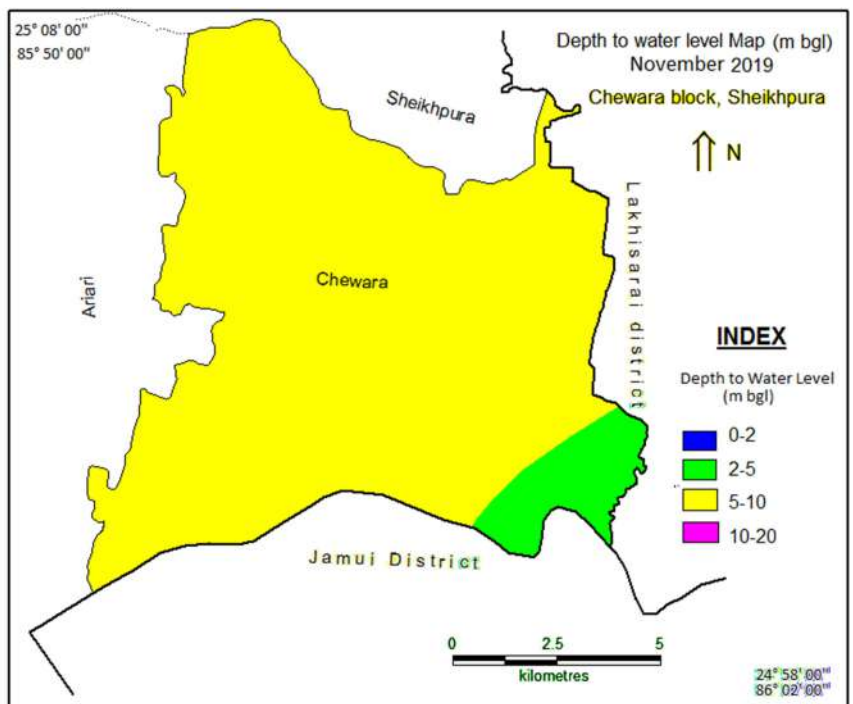 25° 08' 00"
85° 50' 00"
Depth to water level Map (m bgl)
November 2019
Chewara block, Sheikhpura
N
Sheikhpura
Lakhisarai district
Ariari
Chewara
INDEX
Depth to Water Level
(m bgl)
0-2
2-5
5-10
10-20
Jamui District
0 2.5 5
kilometres
24° 58' 00"
86° 02' 00"